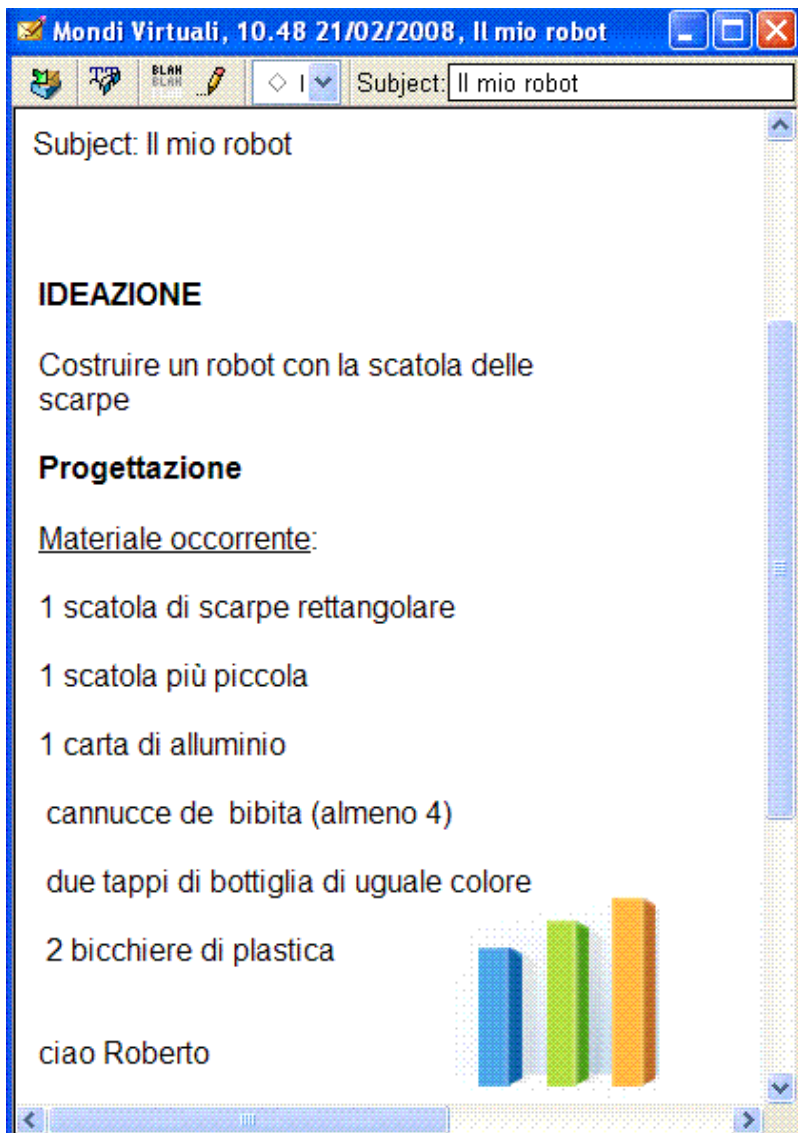 Mondi Virtuali, 10.48 21/02/2008, Il mio robot
BLAH
BLAH
I
Subject: Il mio robot
Subject: Il mio robot
IDEAZIONE
Costruire un robot con la scatola delle
scarpe
Progettazione
Materiale occorrente:
1 scatola di scarpe rettangolare
1 scatola più piccola
1 carta di alluminio
cannucce de  bibita (almeno 4)
due tappi di bottiglia di uguale colore
2 bicchiere di plastica
ciao Roberto